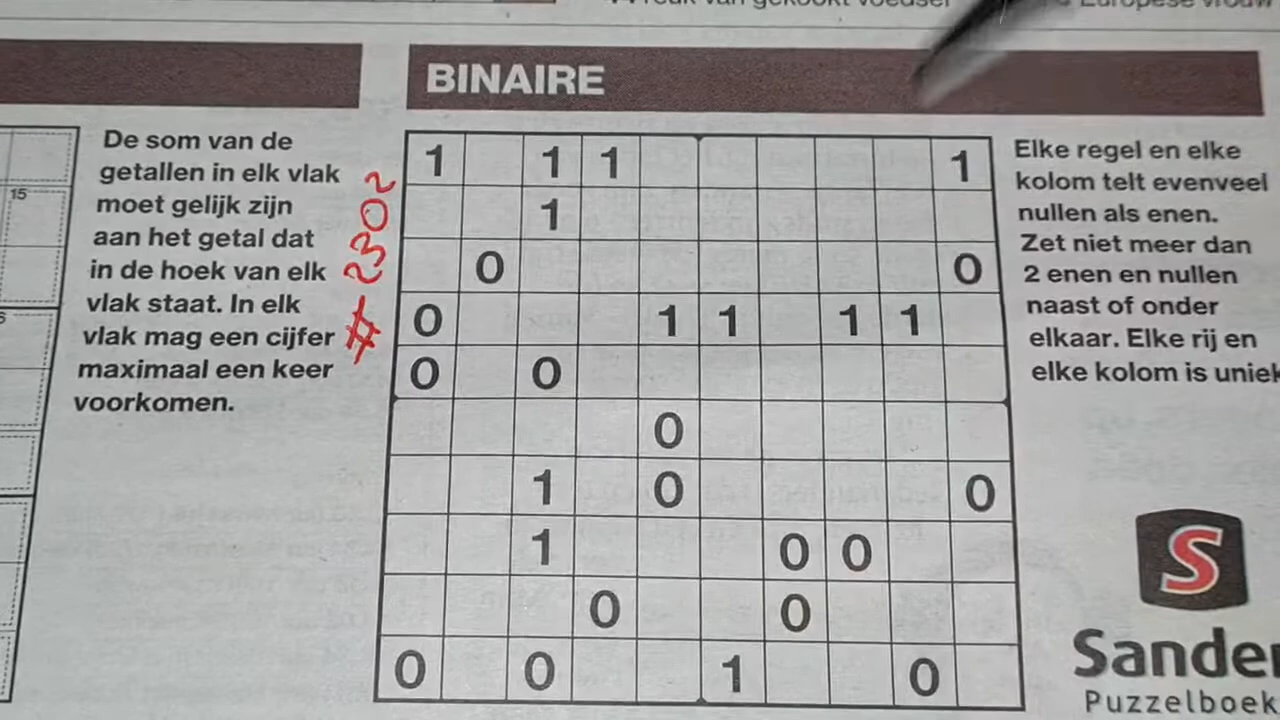 BINAIRE
De som van de
getallen in elk vlak
moet gelijk zijn
aan het getal dat
in de hoek van elk
vlak staat. In elk
vlak mag een cijfer
maximaal een keer
voorkomen.
15
# 2302
1 1 1 1
1
0 0
0 1 1 1 1
0 0
0
1 0 0
1 0 0
0 0
0 0 1 0
Elke regel en elke
kolom telt evenveel
nullen als enen.
Zet niet meer dan
2 enen en nullen
naast of onder
elkaar. Elke rij en
elke kolom is uniek
S
Sander
Puzzelboek